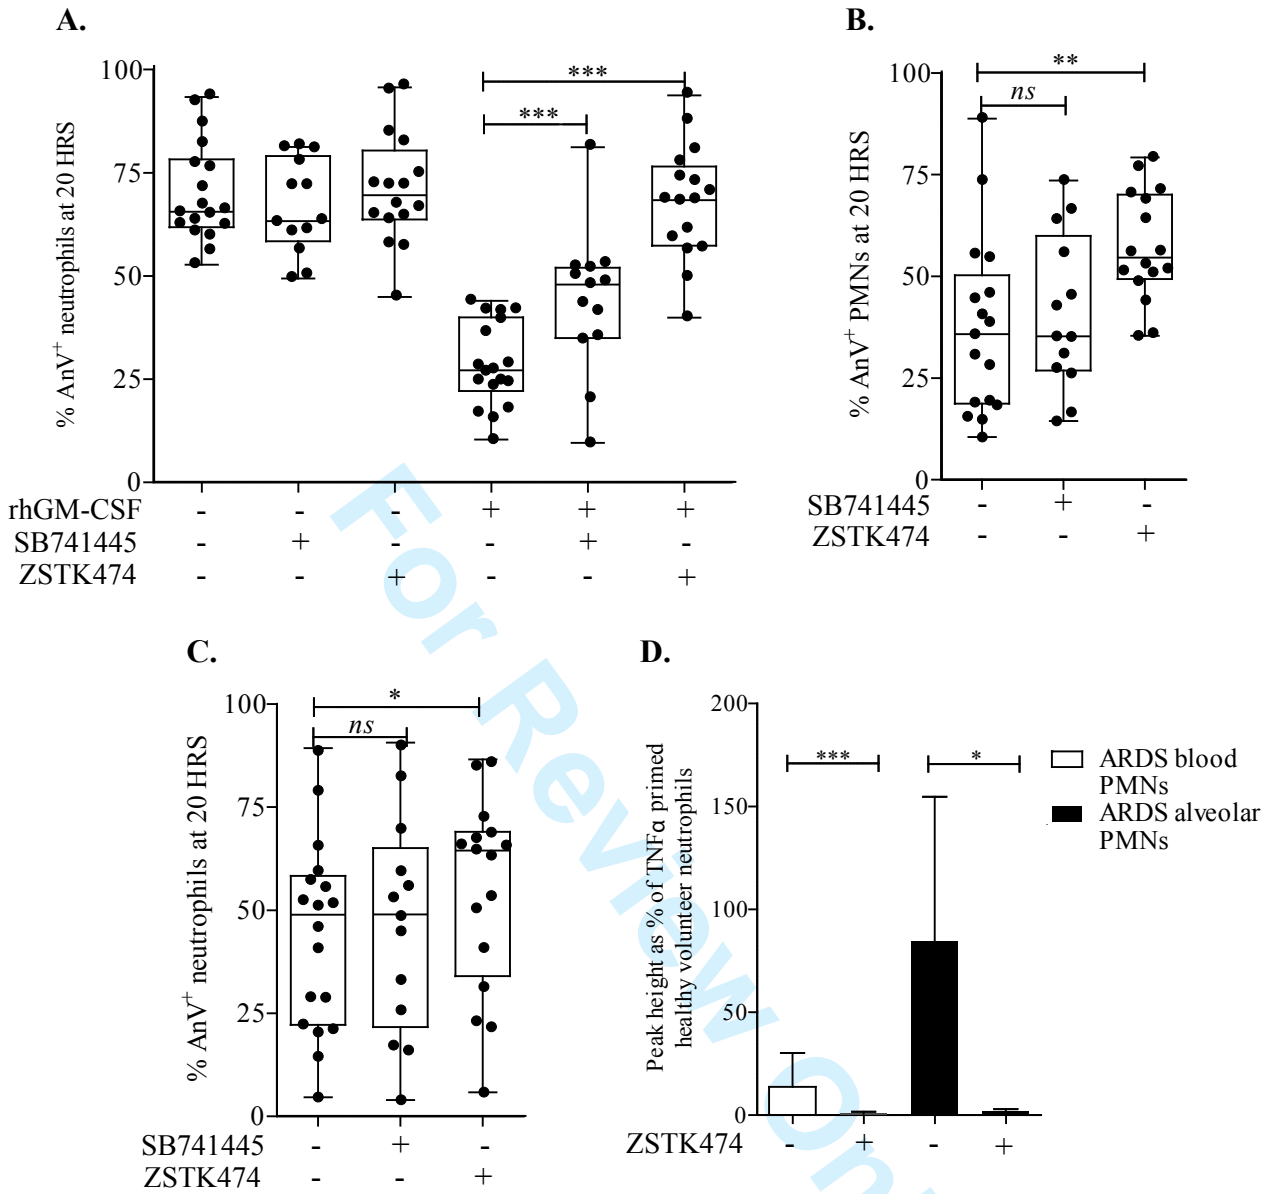 A.
% AnV+ neutrophils at 20 HRS
100
75
50
25
0
***
***
rhGM-CSF - - - + + +
SB741445 - + - - + -
ZSTK474 - - + - - +
B.
% AnV+ PMNs at 20 HRS
100
75
50
25
0
**
ns
SB741445 - + -
ZSTK474 - - +
C.
% AnV+ neutrophils at 20 HRS
100
75
50
25
0
*
ns
SB741445 - + -
ZSTK474 - - +
D.
Peak height as % of TNFα primed
healthy volunteer neutrophils
200
150
100
50
0
***
*
ZSTK474 - + - +
ARDS blood
PMNs
ARDS alveolar
PMNs
For Review On